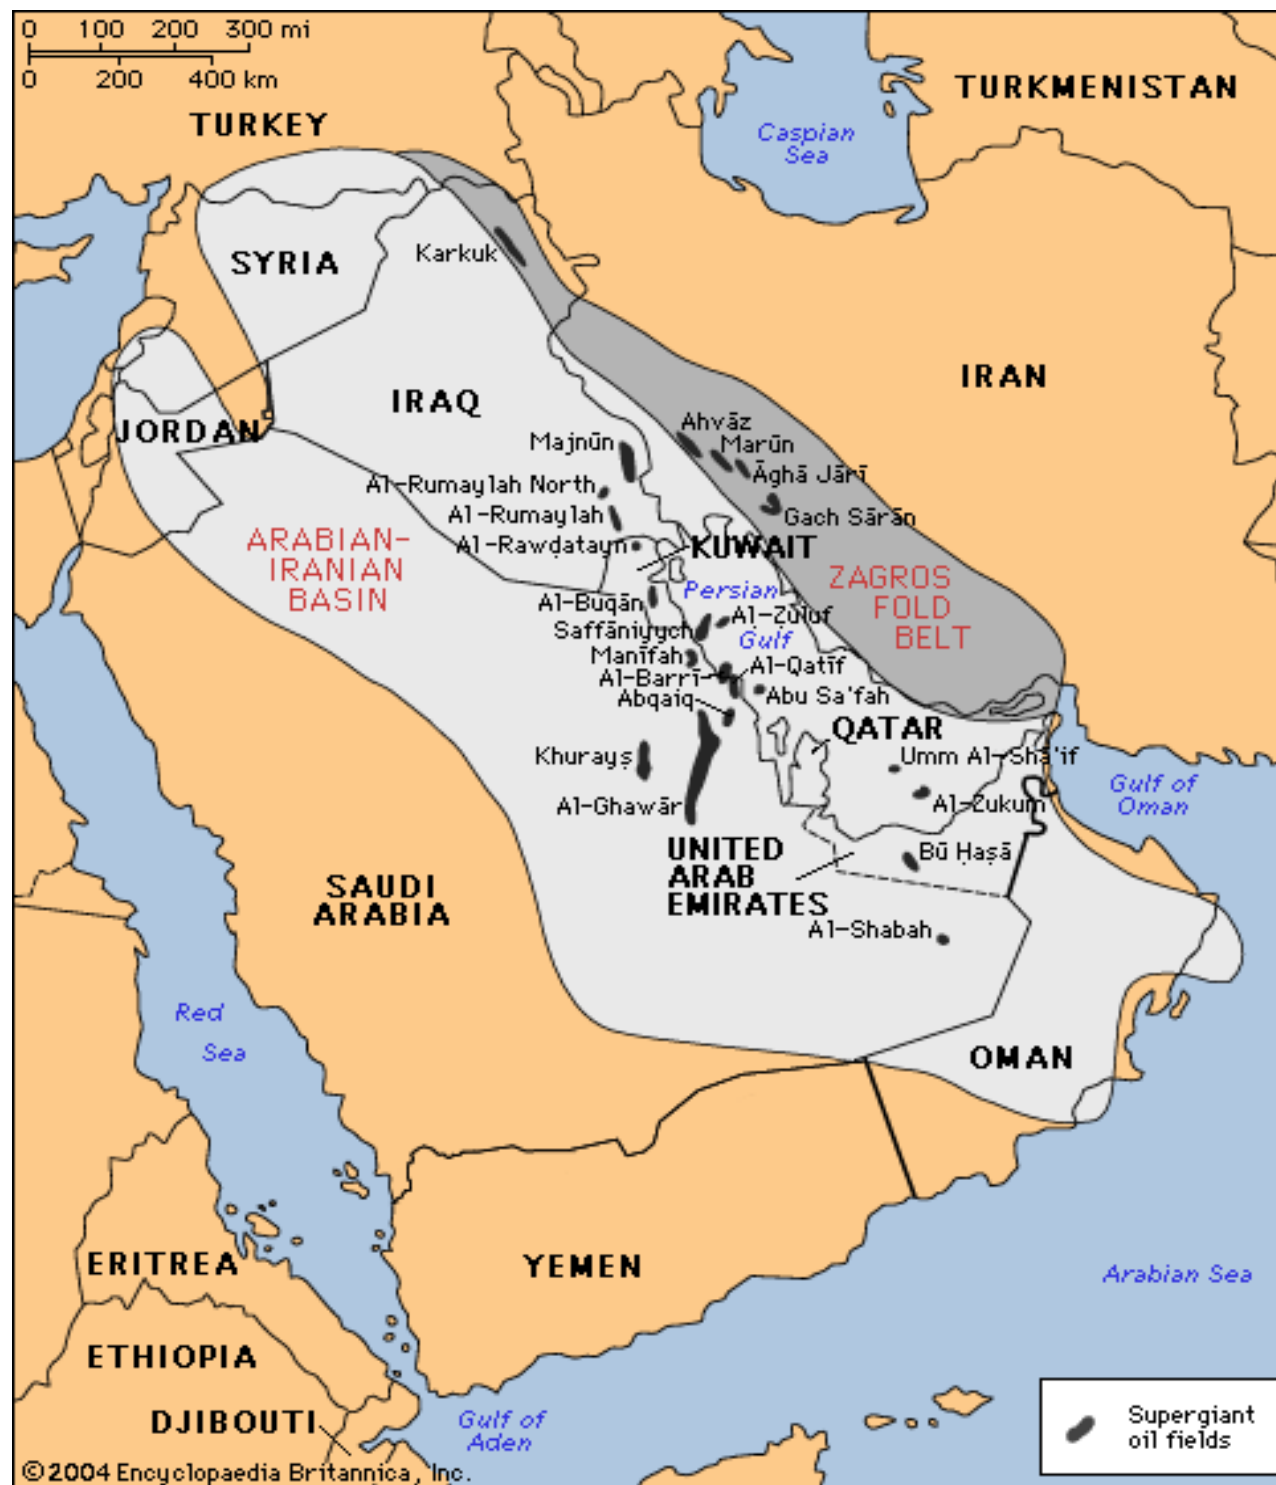 0 100 200 300 mi
0 200 400 km
TURKMENISTAN
TURKEY
Caspian
Sea
SYRIA
Karkuk
IRAN
IRAQ
JORDAN
Ahvāz
Majnūn
Marūn
Āghā Jārī
Al-Rumaylah North
Gach Sārān
Al-Rumaylah
ARABIAN-
IRANIAN
BASIN
Al-Rawḍatayn
KUWAIT
ZAGROS
FOLD
BELT
Persian
Gulf
Al-Buqān
Al-Ẓūluf
Saffāniyych
Manīfah
Al-Qatīf
Al-Barrī
Abu Sa'fah
Abqaiq
QATAR
Khurayṣ
Umm Al-Shā'if
Gulf of
Oman
Al-Ghawār
Al-Zukum
UNITED
ARAB
EMIRATES
Bū Ḥaṣā
SAUDI
ARABIA
Al-Shabah
Red
Sea
OMAN
ERITREA
YEMEN
Arabian Sea
ETHIOPIA
DJIBOUTI
Gulf of
Aden
Supergiant
oil fields
©2004 Encyclopaedia Britannica, Inc.